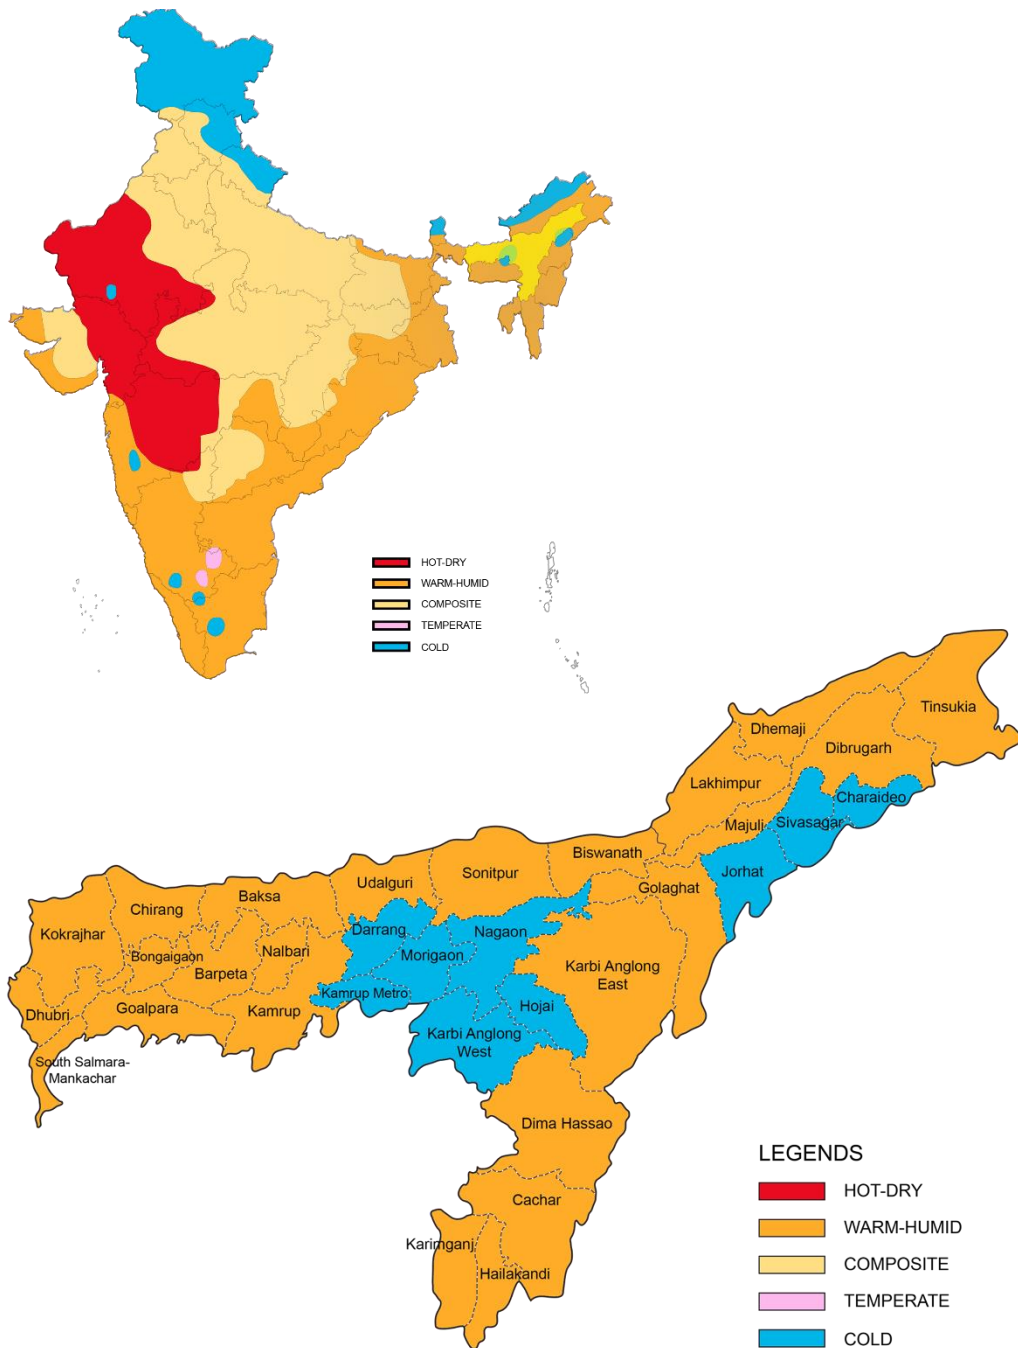 HOT-DRY
WARM-HUMID
COMPOSITE
TEMPERATE
COLD
Tinsukia
Dhemaji
Dibrugarh
Lakhimpur
Charaideo
Majuli
Sivasagar
Biswanath
Jorhat
Sonitpur
Golaghat
Udalguri
Baksa
Chirang
Kokrajhar
Darrang
Nagaon
Morigaon
Nalbari
Bongaigaon
Barpeta
Karbi Anglong
East
Kamrup Metro
Hojai
Goalpara
Kamrup
Dhubri
Karbi Anglong
West
South Salmara-
Mankachar
Dima Hassao
Cachar
Karimganj
Hailakandi
LEGENDS
HOT-DRY
WARM-HUMID
COMPOSITE
TEMPERATE
COLD